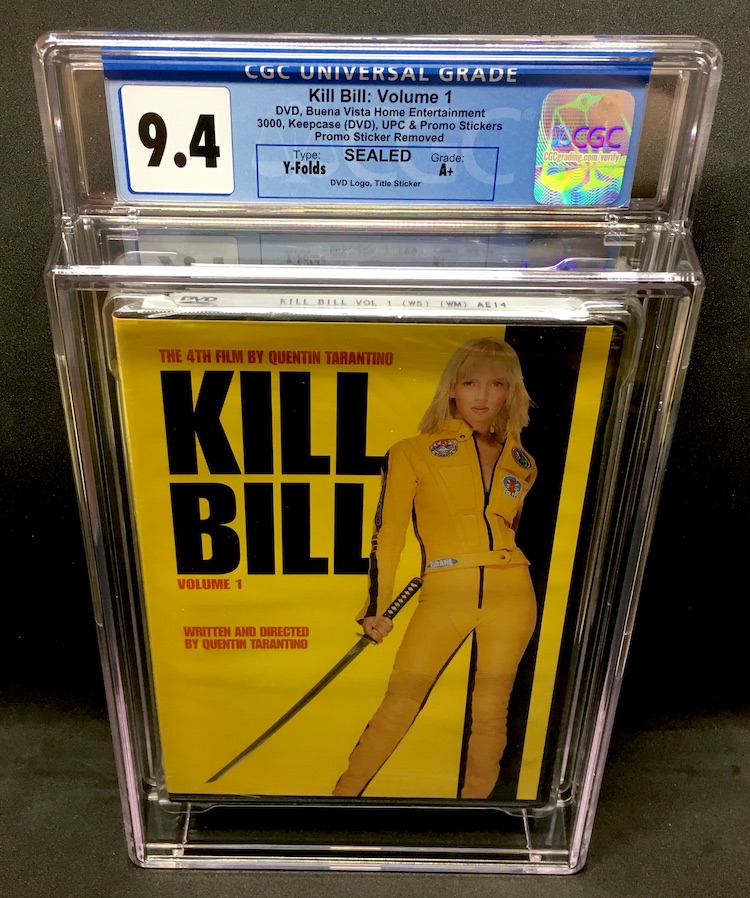 CGC UNIVERSAL GRADE
9.4
Kill Bill: Volume 1
DVD, Buena Vista Home Entertainment
3000, Keepcase (DVD), UPC & Promo Stickers
Promo Sticker Removed
Type: SEALED Grade:
Y-Folds A+
DVD Logo, Title Sticker
CGC
CGCgrading.com/verify
DVD KILL BILL VOL 1 (WS) (WM) AE14
THE 4TH FILM BY QUENTIN TARANTINO
KILL
BILL
VOLUME 1
WRITTEN AND DIRECTED
BY QUENTIN TARANTINO